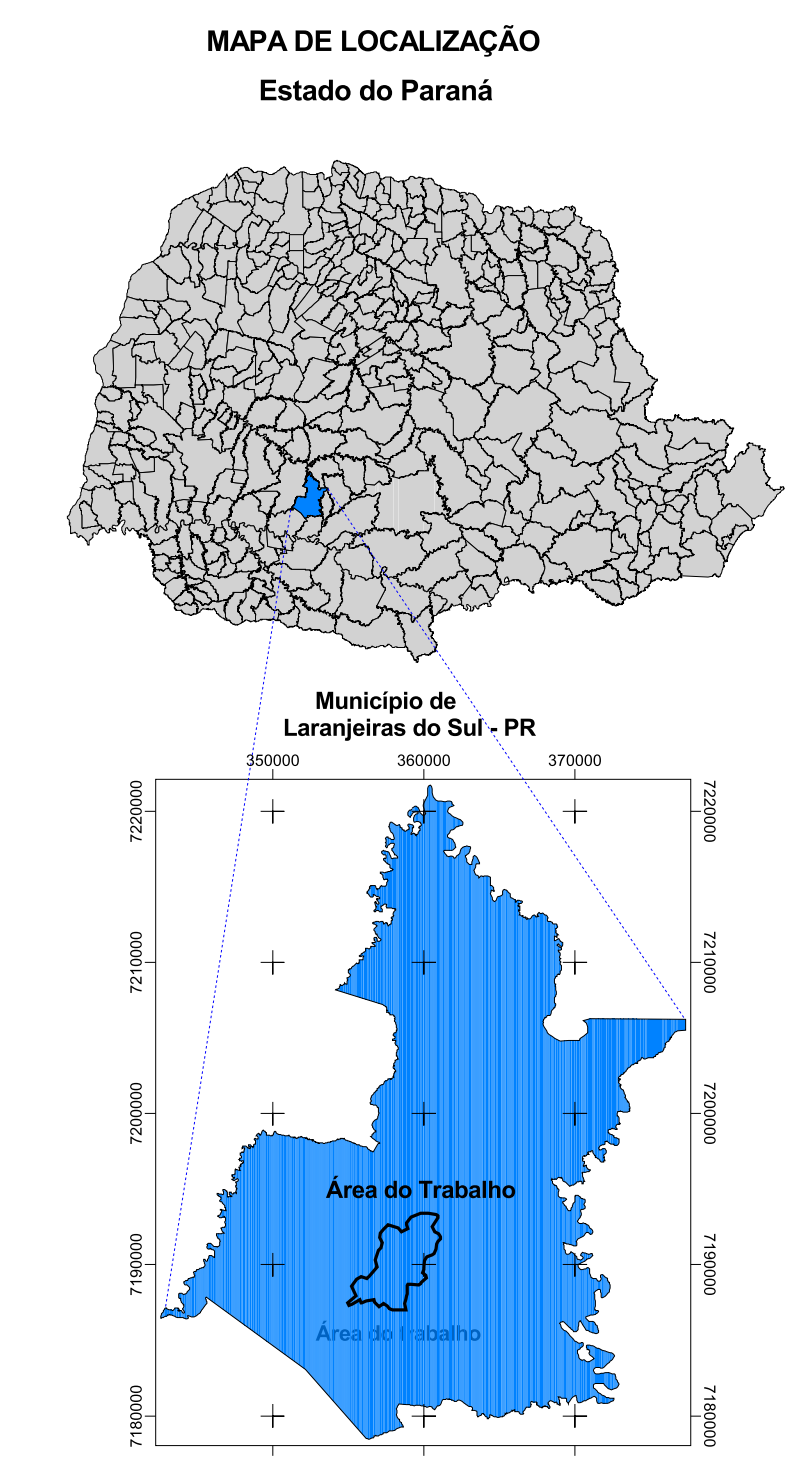 MAPA DE LOCALIZAÇÃO
Estado do Paraná
Município de
Laranjeiras do Sul - PR
350000 360000 370000
7220000 7220000
7210000 7210000
7200000 7200000
Área do Trabalho
7190000 7190000
Área do trabalho
7180000 7180000